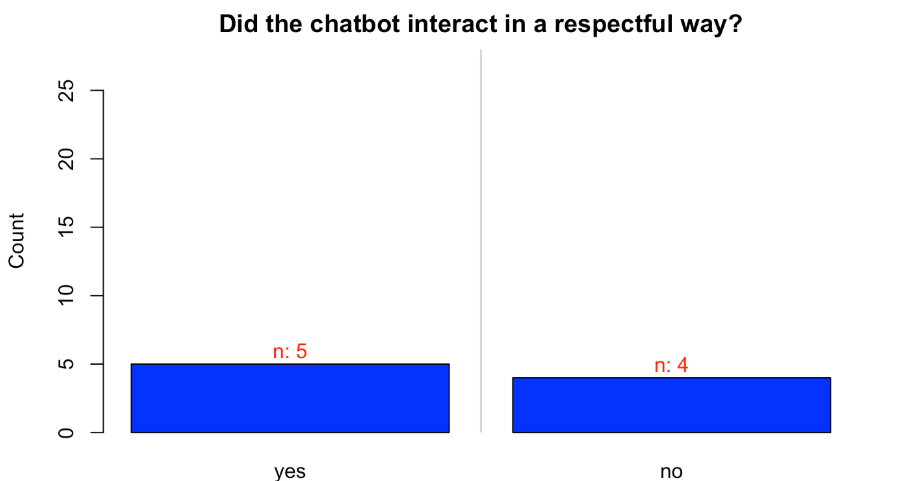 Did the chatbot interact in a respectful way?
25
20
15
10
5
0
Count
n: 5
n: 4
yes
no